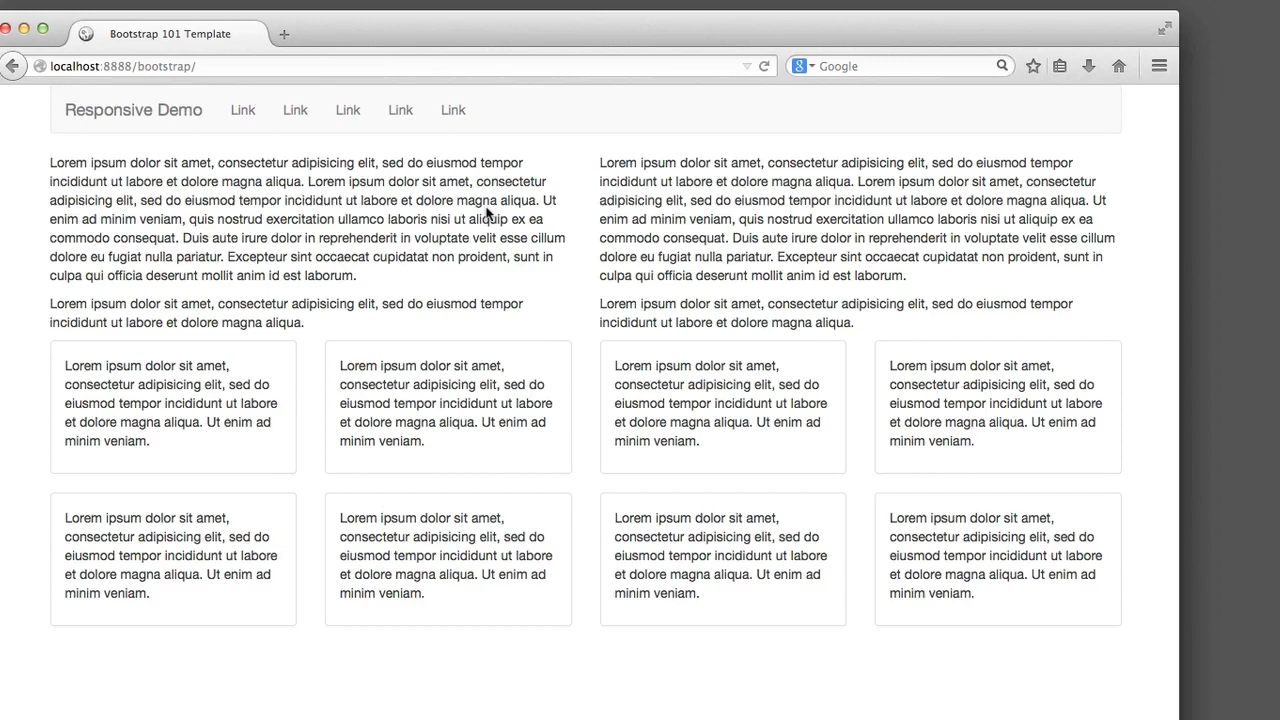 Bootstrap 101 Template
localhost:8888/bootstrap/
Google
Responsive Demo Link Link Link Link Link
Lorem ipsum dolor sit amet, consectetur adipisicing elit, sed do eiusmod tempor
incididunt ut labore et dolore magna aliqua. Lorem ipsum dolor sit amet, consectetur
adipisicing elit, sed do eiusmod tempor incididunt ut labore et dolore magna aliqua. Ut
enim ad minim veniam, quis nostrud exercitation ullamco laboris nisi ut aliquip ex ea
commodo consequat. Duis aute irure dolor in reprehenderit in voluptate velit esse cillum
dolore eu fugiat nulla pariatur. Excepteur sint occaecat cupidatat non proident, sunt in
culpa qui officia deserunt mollit anim id est laborum.
Lorem ipsum dolor sit amet, consectetur adipisicing elit, sed do eiusmod tempor
incididunt ut labore et dolore magna aliqua.
Lorem ipsum dolor sit amet, consectetur adipisicing elit, sed do eiusmod tempor
incididunt ut labore et dolore magna aliqua. Lorem ipsum dolor sit amet, consectetur
adipisicing elit, sed do eiusmod tempor incididunt ut labore et dolore magna aliqua. Ut
enim ad minim veniam, quis nostrud exercitation ullamco laboris nisi ut aliquip ex ea
commodo consequat. Duis aute irure dolor in reprehenderit in voluptate velit esse cillum
dolore eu fugiat nulla pariatur. Excepteur sint occaecat cupidatat non proident, sunt in
culpa qui officia deserunt mollit anim id est laborum.
Lorem ipsum dolor sit amet, consectetur adipisicing elit, sed do eiusmod tempor
incididunt ut labore et dolore magna aliqua.
Lorem ipsum dolor sit amet,
consectetur adipisicing elit, sed do
eiusmod tempor incididunt ut labore
et dolore magna aliqua. Ut enim ad
minim veniam.
Lorem ipsum dolor sit amet,
consectetur adipisicing elit, sed do
eiusmod tempor incididunt ut labore
et dolore magna aliqua. Ut enim ad
minim veniam.
Lorem ipsum dolor sit amet,
consectetur adipisicing elit, sed do
eiusmod tempor incididunt ut labore
et dolore magna aliqua. Ut enim ad
minim veniam.
Lorem ipsum dolor sit amet,
consectetur adipisicing elit, sed do
eiusmod tempor incididunt ut labore
et dolore magna aliqua. Ut enim ad
minim veniam.
Lorem ipsum dolor sit amet,
consectetur adipisicing elit, sed do
eiusmod tempor incididunt ut labore
et dolore magna aliqua. Ut enim ad
minim veniam.
Lorem ipsum dolor sit amet,
consectetur adipisicing elit, sed do
eiusmod tempor incididunt ut labore
et dolore magna aliqua. Ut enim ad
minim veniam.
Lorem ipsum dolor sit amet,
consectetur adipisicing elit, sed do
eiusmod tempor incididunt ut labore
et dolore magna aliqua. Ut enim ad
minim veniam.
Lorem ipsum dolor sit amet,
consectetur adipisicing elit, sed do
eiusmod tempor incididunt ut labore
et dolore magna aliqua. Ut enim ad
minim veniam.